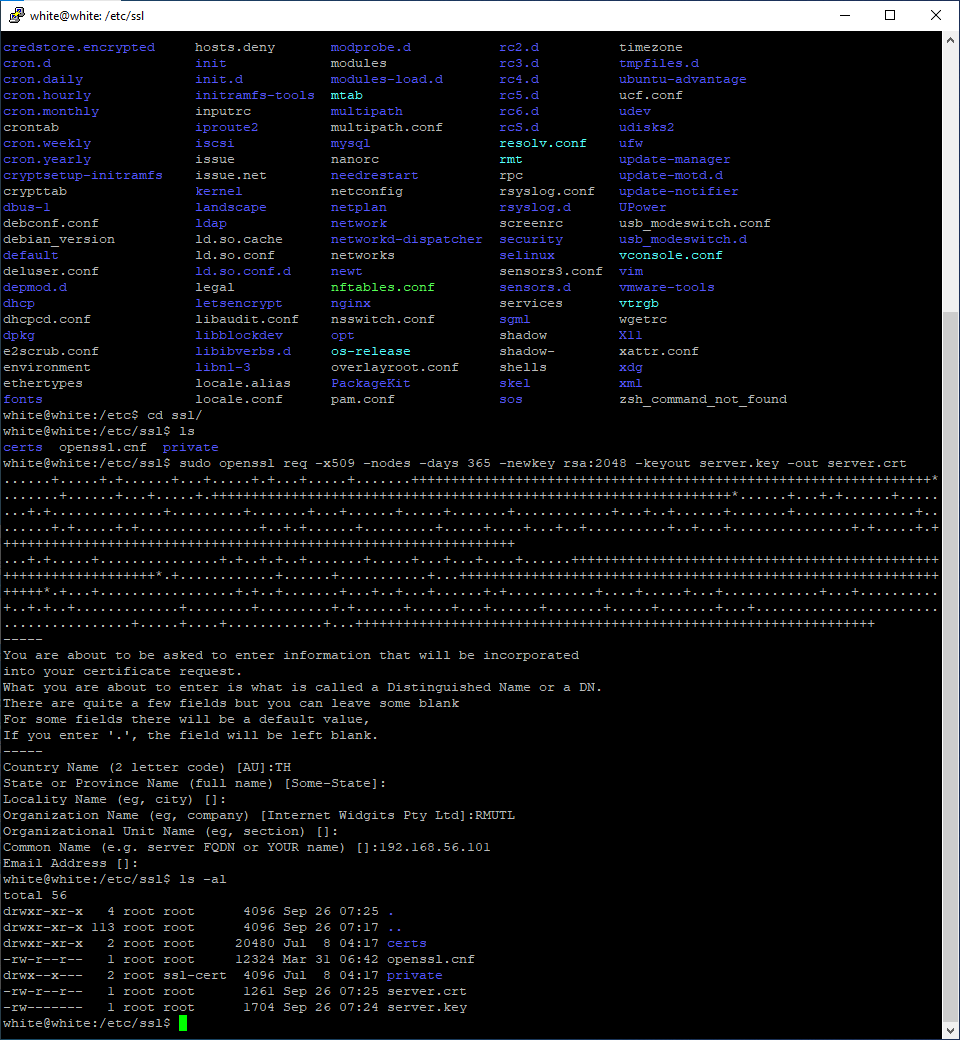 white@white: /etc/ssl
credstore.encrypted hosts.deny modprobe.d rc2.d timezone
cron.d init modules rc3.d tmpfiles.d
cron.daily init.d modules-load.d rc4.d ubuntu-advantage
cron.hourly initramfs-tools mtab rc5.d ucf.conf
cron.monthly inputrc multipath rc6.d udev
crontab iproute2 multipath.conf rcS.d udisks2
cron.weekly iscsi mysql resolv.conf ufw
cron.yearly issue nanorc rmt update-manager
cryptsetup-initramfs issue.net needrestart rpc update-motd.d
crypttab kernel netconfig rsyslog.conf update-notifier
dbus-1 landscape netplan rsyslog.d UPower
debconf.conf ldap network screenrc usb_modeswitch.conf
debian_version ld.so.cache networkd-dispatcher security usb_modeswitch.d
default ld.so.conf networks selinux vconsole.conf
deluser.conf ld.so.conf.d newt sensors3.conf vim
depmod.d legal nftables.conf sensors.d vmware-tools
dhcp letsencrypt nginx services vtrgb
dhcpcd.conf libaudit.conf nsswitch.conf sgml wgetrc
dpkg libblockdev opt shadow X11
e2scrub.conf libibverbs.d os-release shadow- xattr.conf
environment libnl-3 overlayroot.conf shells xdg
ethertypes locale.alias PackageKit skel xml
fonts locale.conf pam.conf sos zsh_command_not_found
white@white:/etc$ cd ssl/
white@white:/etc/ssl$ ls
certs openssl.cnf private
white@white:/etc/ssl$ sudo openssl req -x509 -nodes -days 365 -newkey rsa:2048 -keyout server.key -out server.crt
-----
You are about to be asked to enter information that will be incorporated
into your certificate request.
What you are about to enter is what is called a Distinguished Name or a DN.
There are quite a few fields but you can leave some blank
For some fields there will be a default value,
If you enter '.', the field will be left blank.
-----
Country Name (2 letter code) [AU]:TH
State or Province Name (full name) [Some-State]:
Locality Name (eg, city) []:
Organization Name (eg, company) [Internet Widgits Pty Ltd]:RMUTL
Organizational Unit Name (eg, section) []:
Common Name (e.g. server FQDN or YOUR name) []:192.168.56.101
Email Address []:
white@white:/etc/ssl$ ls -al
total 56
drwxr-xr-x 4 root root 4096 Sep 26 07:25 .
drwxr-xr-x 113 root root 4096 Sep 26 07:17 ..
drwxr-xr-x 2 root root 20480 Jul 8 04:17 certs
-rw-r--r-- 1 root root 12324 Mar 31 06:42 openssl.cnf
drwx--x--- 2 root ssl-cert 4096 Jul 8 04:17 private
-rw-r--r-- 1 root root 1261 Sep 26 07:25 server.crt
-rw------- 1 root root 1704 Sep 26 07:24 server.key
white@white:/etc/ssl$